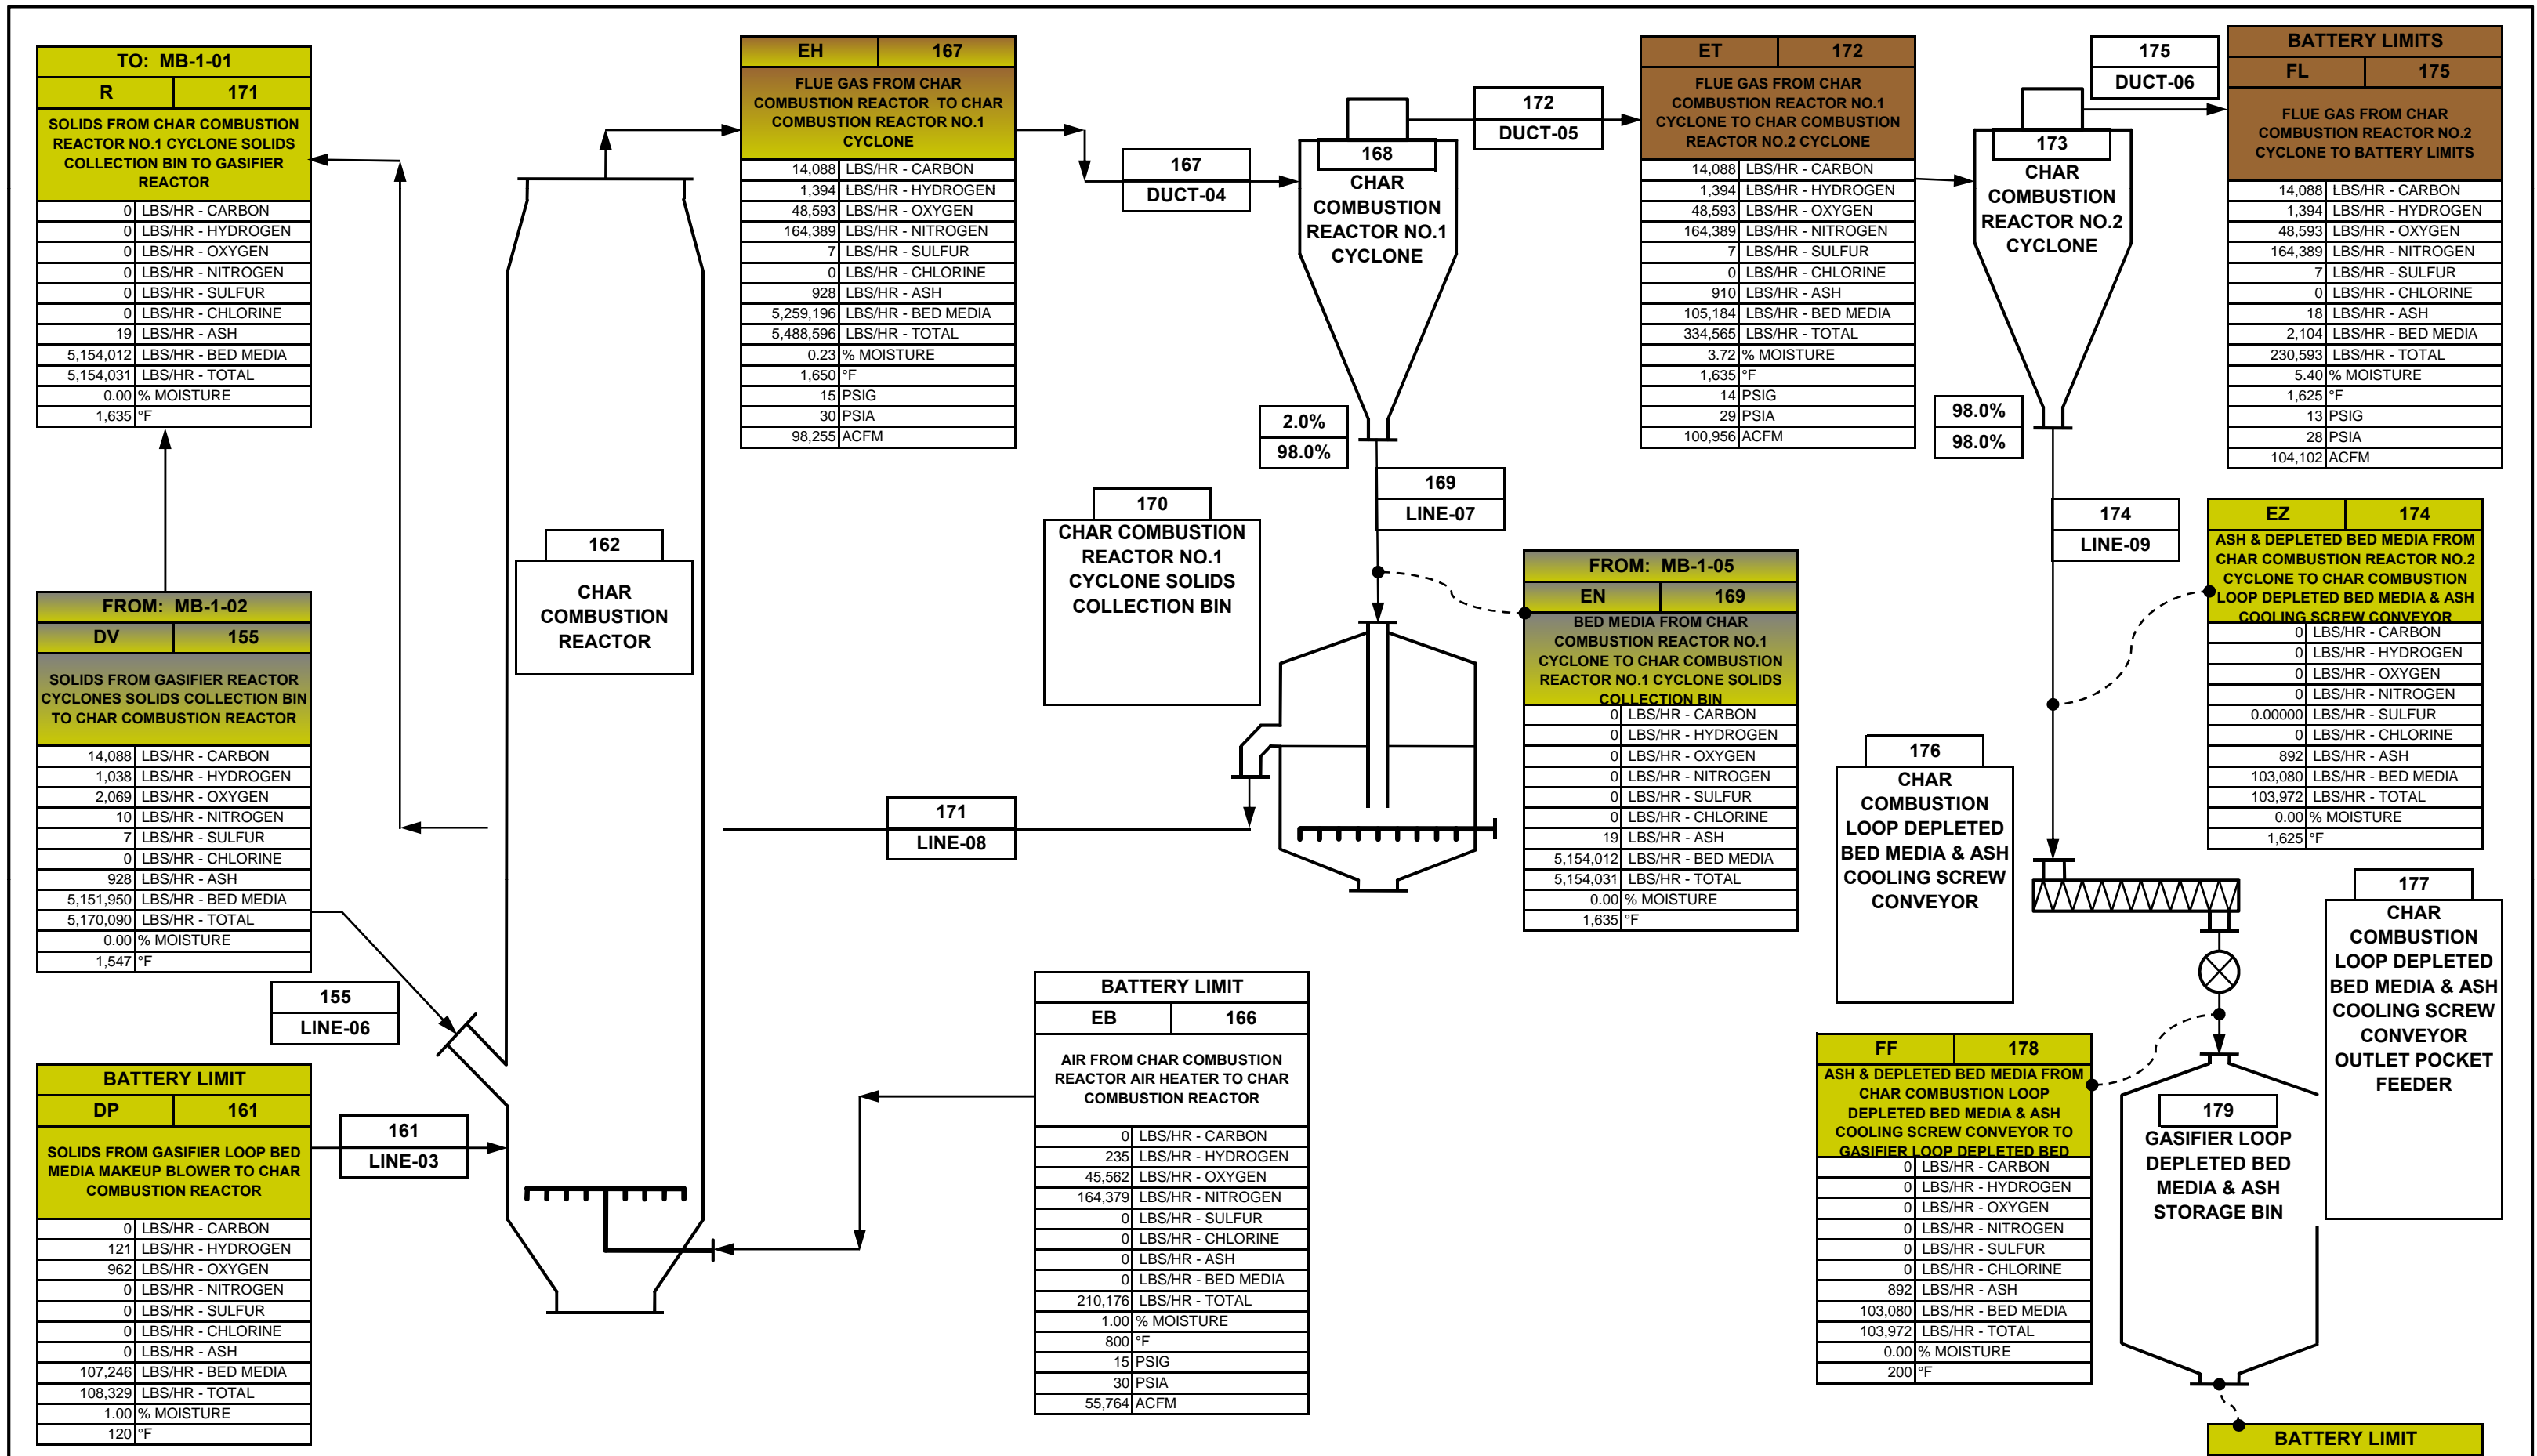 TO: MB-1-01
R 171
SOLIDS FROM CHAR COMBUSTION
REACTOR NO.1 CYCLONE SOLIDS
COLLECTION BIN TO GASIFIER
REACTOR
0 LBS/HR - CARBON
0 LBS/HR - HYDROGEN
0 LBS/HR - OXYGEN
0 LBS/HR - NITROGEN
0 LBS/HR - SULFUR
0 LBS/HR - CHLORINE
19 LBS/HR - ASH
5,154,012 LBS/HR - BED MEDIA
5,154,031 LBS/HR - TOTAL
0.00 % MOISTURE
1,635 °F
FROM: MB-1-02
DV 155
SOLIDS FROM GASIFIER REACTOR
CYCLONES SOLIDS COLLECTION BIN
TO CHAR COMBUSTION REACTOR
14,088 LBS/HR - CARBON
1,038 LBS/HR - HYDROGEN
2,069 LBS/HR - OXYGEN
10 LBS/HR - NITROGEN
7 LBS/HR - SULFUR
0 LBS/HR - CHLORINE
928 LBS/HR - ASH
5,151,950 LBS/HR - BED MEDIA
5,170,090 LBS/HR - TOTAL
0.00 % MOISTURE
1,547 °F
155
LINE-06
BATTERY LIMIT
DP 161
SOLIDS FROM GASIFIER LOOP BED
MEDIA MAKEUP BLOWER TO CHAR
COMBUSTION REACTOR
0 LBS/HR - CARBON
121 LBS/HR - HYDROGEN
962 LBS/HR - OXYGEN
0 LBS/HR - NITROGEN
0 LBS/HR - SULFUR
0 LBS/HR - CHLORINE
0 LBS/HR - ASH
107,246 LBS/HR - BED MEDIA
108,329 LBS/HR - TOTAL
1.00 % MOISTURE
120 °F
161
LINE-03
162
CHAR
COMBUSTION
REACTOR
EH 167
FLUE GAS FROM CHAR
COMBUSTION REACTOR TO CHAR
COMBUSTION REACTOR NO.1
CYCLONE
14,088 LBS/HR - CARBON
1,394 LBS/HR - HYDROGEN
48,593 LBS/HR - OXYGEN
164,389 LBS/HR - NITROGEN
7 LBS/HR - SULFUR
0 LBS/HR - CHLORINE
928 LBS/HR - ASH
5,259,196 LBS/HR - BED MEDIA
5,488,596 LBS/HR - TOTAL
0.23 % MOISTURE
1,650 °F
15 PSIG
30 PSIA
98,255 ACFM
167
DUCT-04
168
CHAR
COMBUSTION
REACTOR NO.1
CYCLONE
172
DUCT-05
2.0%
98.0%
169
LINE-07
170
CHAR COMBUSTION
REACTOR NO.1
CYCLONE SOLIDS
COLLECTION BIN
171
LINE-08
FROM: MB-1-05
EN 169
BED MEDIA FROM CHAR
COMBUSTION REACTOR NO.1
CYCLONE TO CHAR COMBUSTION
REACTOR NO.1 CYCLONE SOLIDS
COLLECTION BIN
0 LBS/HR - CARBON
0 LBS/HR - HYDROGEN
0 LBS/HR - OXYGEN
0 LBS/HR - NITROGEN
0 LBS/HR - SULFUR
0 LBS/HR - CHLORINE
19 LBS/HR - ASH
5,154,012 LBS/HR - BED MEDIA
5,154,031 LBS/HR - TOTAL
0.00 % MOISTURE
1,635 °F
BATTERY LIMIT
EB 166
AIR FROM CHAR COMBUSTION
REACTOR AIR HEATER TO CHAR
COMBUSTION REACTOR
0 LBS/HR - CARBON
235 LBS/HR - HYDROGEN
45,562 LBS/HR - OXYGEN
164,379 LBS/HR - NITROGEN
0 LBS/HR - SULFUR
0 LBS/HR - CHLORINE
0 LBS/HR - ASH
0 LBS/HR - BED MEDIA
210,176 LBS/HR - TOTAL
1.00 % MOISTURE
800 °F
15 PSIG
30 PSIA
55,764 ACFM
ET 172
FLUE GAS FROM CHAR
COMBUSTION REACTOR NO.1
CYCLONE TO CHAR COMBUSTION
REACTOR NO.2 CYCLONE
14,088 LBS/HR - CARBON
1,394 LBS/HR - HYDROGEN
48,593 LBS/HR - OXYGEN
164,389 LBS/HR - NITROGEN
7 LBS/HR - SULFUR
0 LBS/HR - CHLORINE
910 LBS/HR - ASH
105,184 LBS/HR - BED MEDIA
334,565 LBS/HR - TOTAL
3.72 % MOISTURE
1,635 °F
14 PSIG
29 PSIA
100,956 ACFM
173
CHAR
COMBUSTION
REACTOR NO.2
CYCLONE
175
DUCT-06
98.0%
98.0%
BATTERY LIMITS
FL 175
FLUE GAS FROM CHAR
COMBUSTION REACTOR NO.2
CYCLONE TO BATTERY LIMITS
14,088 LBS/HR - CARBON
1,394 LBS/HR - HYDROGEN
48,593 LBS/HR - OXYGEN
164,389 LBS/HR - NITROGEN
7 LBS/HR - SULFUR
0 LBS/HR - CHLORINE
18 LBS/HR - ASH
2,104 LBS/HR - BED MEDIA
230,593 LBS/HR - TOTAL
5.40 % MOISTURE
1,625 °F
13 PSIG
28 PSIA
104,102 ACFM
174
LINE-09
EZ 174
ASH & DEPLETED BED MEDIA FROM
CHAR COMBUSTION REACTOR NO.2
CYCLONE TO CHAR COMBUSTION
LOOP DEPLETED BED MEDIA & ASH
COOLING SCREW CONVEYOR
0 LBS/HR - CARBON
0 LBS/HR - HYDROGEN
0 LBS/HR - OXYGEN
0 LBS/HR - NITROGEN
0.00000 LBS/HR - SULFUR
0 LBS/HR - CHLORINE
892 LBS/HR - ASH
103,080 LBS/HR - BED MEDIA
103,972 LBS/HR - TOTAL
0.00 % MOISTURE
1,625 °F
176
CHAR
COMBUSTION
LOOP DEPLETED
BED MEDIA & ASH
COOLING SCREW
CONVEYOR
177
CHAR
COMBUSTION
LOOP DEPLETED
BED MEDIA & ASH
COOLING SCREW
CONVEYOR
OUTLET POCKET
FEEDER
FF 178
ASH & DEPLETED BED MEDIA FROM
CHAR COMBUSTION LOOP
DEPLETED BED MEDIA & ASH
COOLING SCREW CONVEYOR TO
GASIFIER LOOP DEPLETED BED
0 LBS/HR - CARBON
0 LBS/HR - HYDROGEN
0 LBS/HR - OXYGEN
0 LBS/HR - NITROGEN
0 LBS/HR - SULFUR
0 LBS/HR - CHLORINE
892 LBS/HR - ASH
103,080 LBS/HR - BED MEDIA
103,972 LBS/HR - TOTAL
0.00 % MOISTURE
200 °F
179
GASIFIER LOOP
DEPLETED BED
MEDIA & ASH
STORAGE BIN
BATTERY LIMIT